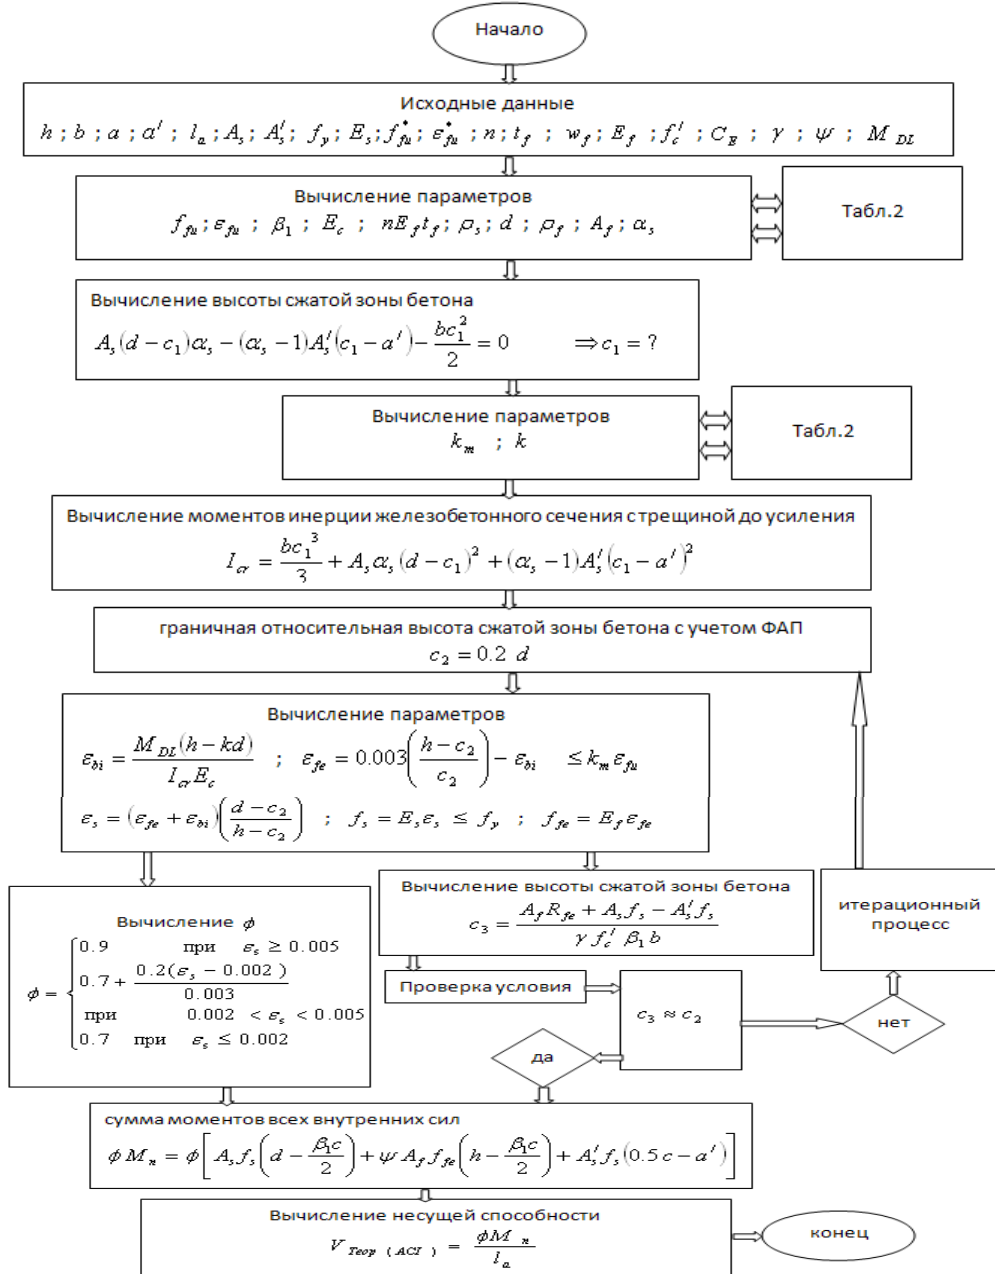 Начало
Исходные данные
h ; b ; a ; a' ; l_a ; A_s ; A'_s ; f_y ; E_s ; f*_fu ; ε*_fu ; n ; t_f ; w_f ; E_f ; f'_c ; C_E ; γ ; ψ ; M_DL
Вычисление параметров
f_fu ; ε_fu ; β_1 ; E_c ; nE_f t_f ; ρ_s ; d ; ρ_f ; A_f ; α_s
Табл.2
Вычисление высоты сжатой зоны бетона
A_s(d − c_1)α_s − (α_s − 1)A'_s(c_1 − a') − bc_1^2/2 = 0 ⇒ c_1 = ?
Вычисление параметров
k_m ; k
Табл.2
Вычисление моментов инерции железобетонного сечения с трещиной до усиления
I_cr = bc_1^3/3 + A_s α_s (d − c_1)^2 + (α_s − 1)A'_s(c_1 − a')^2
граничная относительная высота сжатой зоны бетона с учетом ФАП
c_2 = 0.2 d
Вычисление параметров
ε_bi = M_DL(h − kd)/(I_cr E_c) ; ε_fe = 0.003((h − c_2)/c_2) − ε_bi ≤ k_m ε_fu
ε_s = (ε_fe + ε_bi)((d − c_2)/(h − c_2)) ; f_s = E_s ε_s ≤ f_y ; f_fe = E_f ε_fe
Вычисление ϕ
ϕ = {
0.9 при ε_s ≥ 0.005
0.7 + 0.2(ε_s − 0.002)/0.003
при 0.002 < ε_s < 0.005
0.7 при ε_s ≤ 0.002
Вычисление высоты сжатой зоны бетона
c_3 = (A_f R_fe + A_s f_s − A'_s f_s)/(γ f'_c β_1 b)
итерационный
процесс
Проверка условия
c_3 ≈ c_2
нет
да
сумма моментов всех внутренних сил
ϕ M_n = ϕ[A_s f_s(d − β_1c/2) + ψ A_f f_fe(h − β_1c/2) + A'_s f_s(0.5 c − a')]
Вычисление несущей способности
V_Теор (ACI) = ϕM_n/l_a
конец